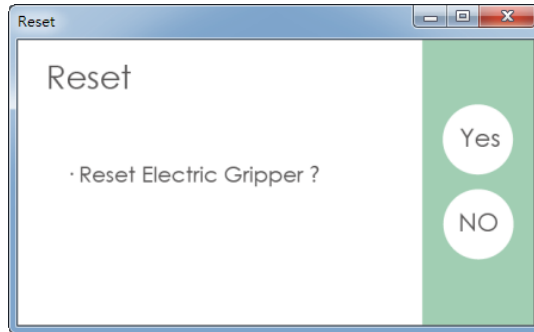 Reset
Reset
· Reset Electric Gripper ?
Yes
NO